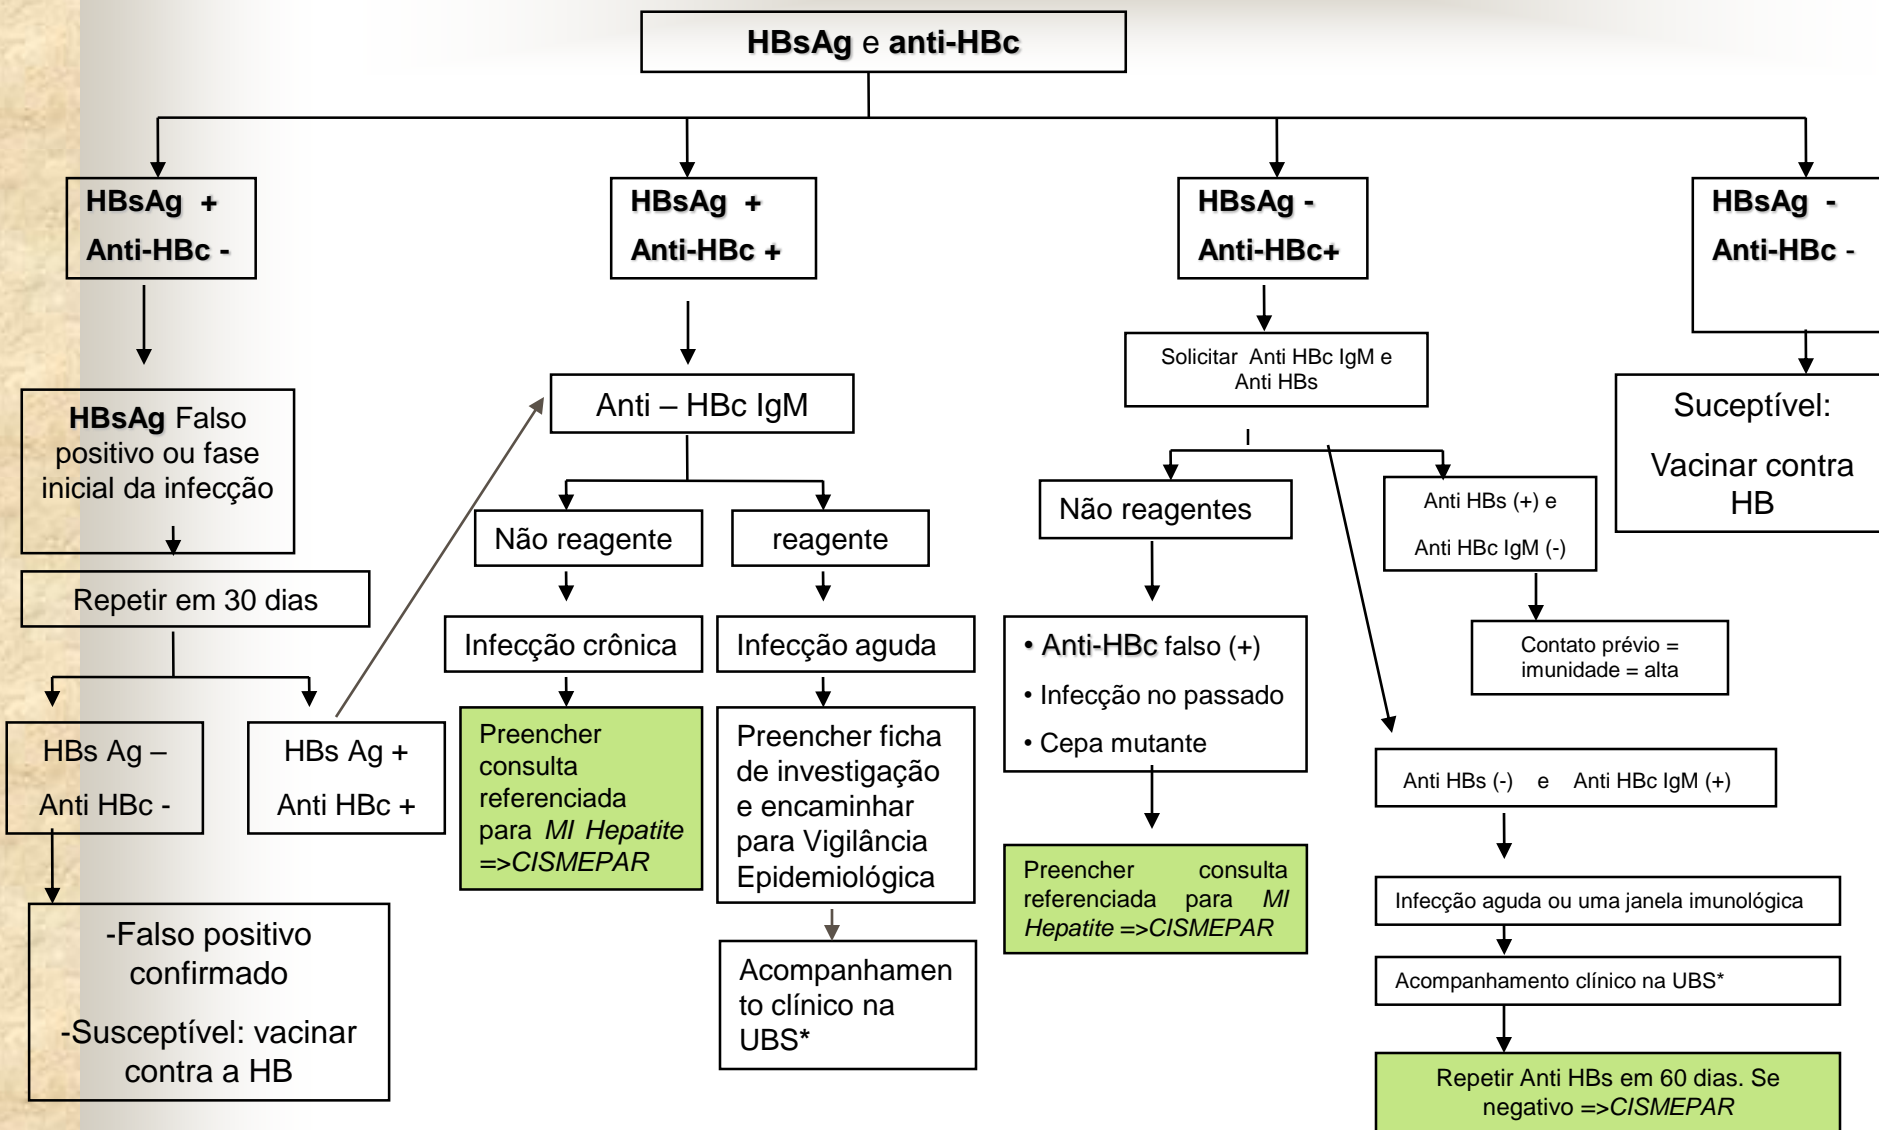 HBsAg e anti-HBc
HBsAg +
Anti-HBc -
HBsAg +
Anti-HBc +
HBsAg -
Anti-HBc+
HBsAg -
Anti-HBc -
HBsAg Falso
positivo ou fase
inicial da infecção
Repetir em 30 dias
HBs Ag –
Anti HBc -
HBs Ag +
Anti HBc +
-Falso positivo
confirmado
-Susceptível: vacinar
contra a HB
Anti – HBc IgM
Não reagente
reagente
Infecção crônica
Infecção aguda
Preencher
consulta
referenciada
para MI Hepatite
=>CISMEPAR
Preencher ficha
de investigação
e encaminhar
para Vigilância
Epidemiológica
Acompanhamen
to clínico na
UBS*
Solicitar Anti HBc IgM e
Anti HBs
Não reagentes
• Anti-HBc falso (+)
• Infecção no passado
• Cepa mutante
Preencher consulta
referenciada para MI
Hepatite =>CISMEPAR
Anti HBs (+) e
Anti HBc IgM (-)
Contato prévio =
imunidade = alta
Anti HBs (-) e Anti HBc IgM (+)
Infecção aguda ou uma janela imunológica
Acompanhamento clínico na UBS*
Repetir Anti HBs em 60 dias. Se
negativo =>CISMEPAR
Suceptível:
Vacinar contra
HB